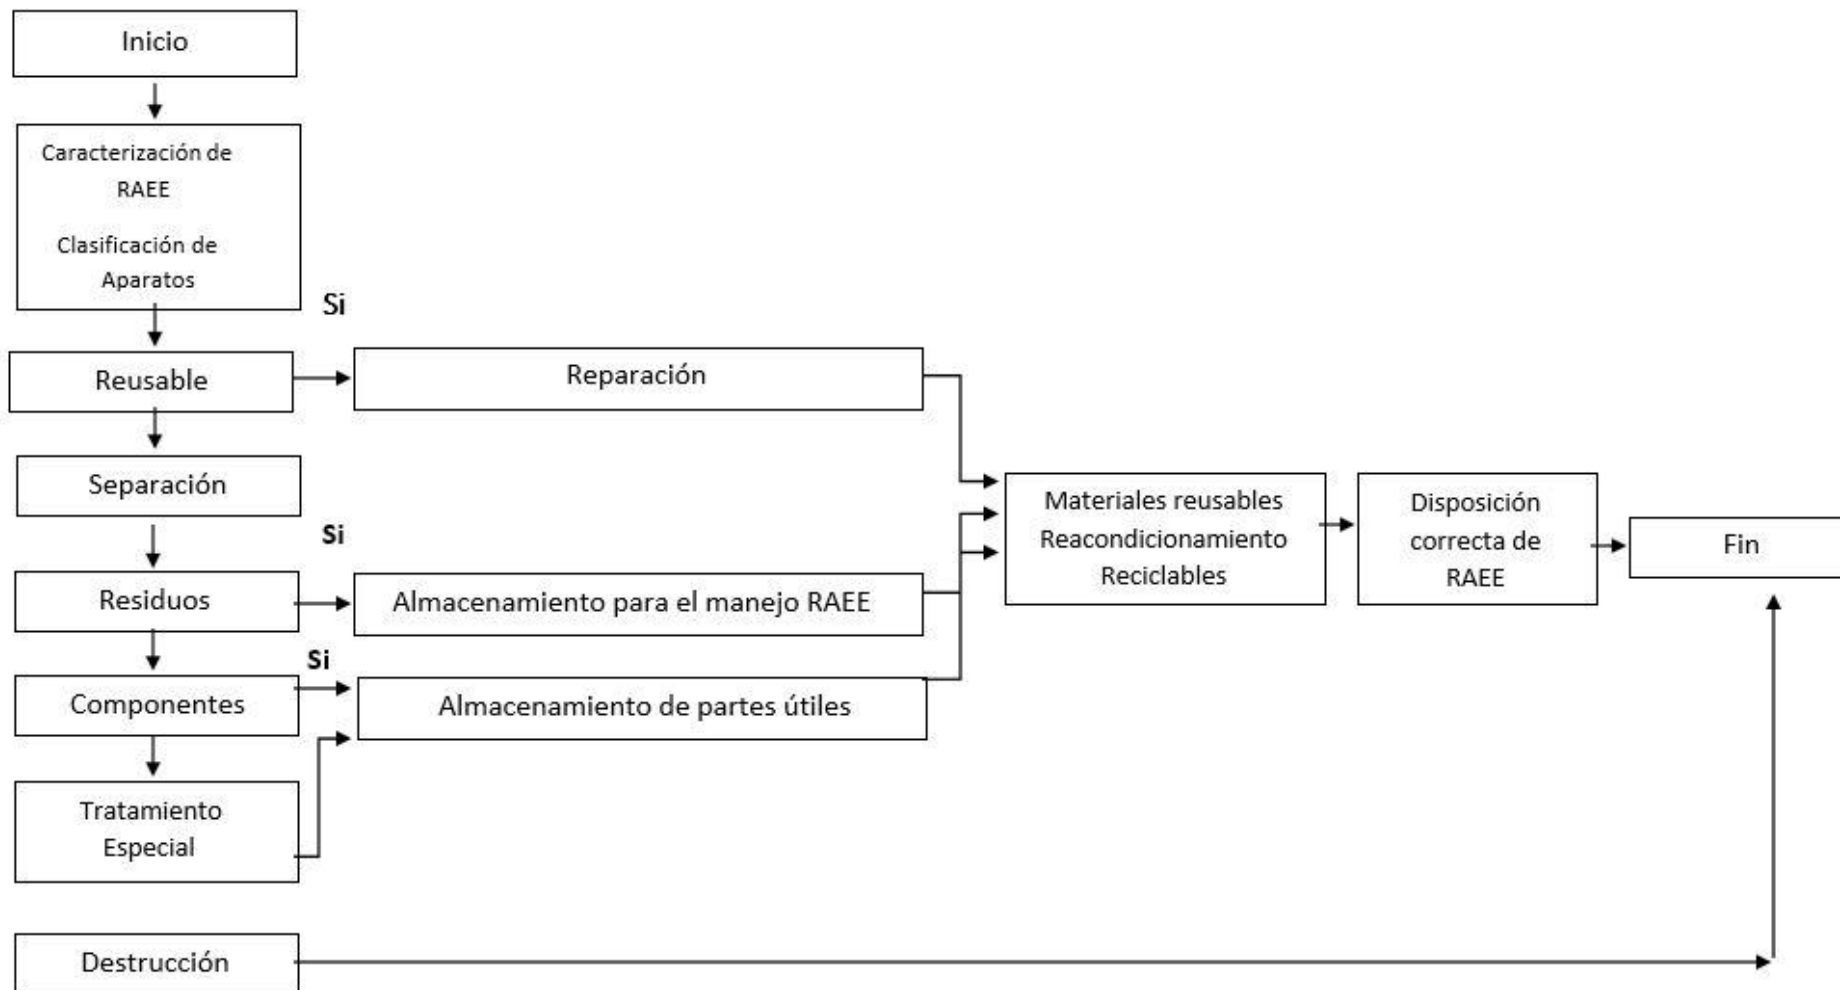 Inicio
Caracterización de
RAEE
Clasificación de
Aparatos
Si
Reusable
Reparación
Separación
Si
Residuos
Almacenamiento para el manejo RAEE
Si
Componentes
Almacenamiento de partes útiles
Tratamiento
Especial
Destrucción
Materiales reusables
Reacondicionamiento
Reciclables
Disposición
correcta de
RAEE
Fin